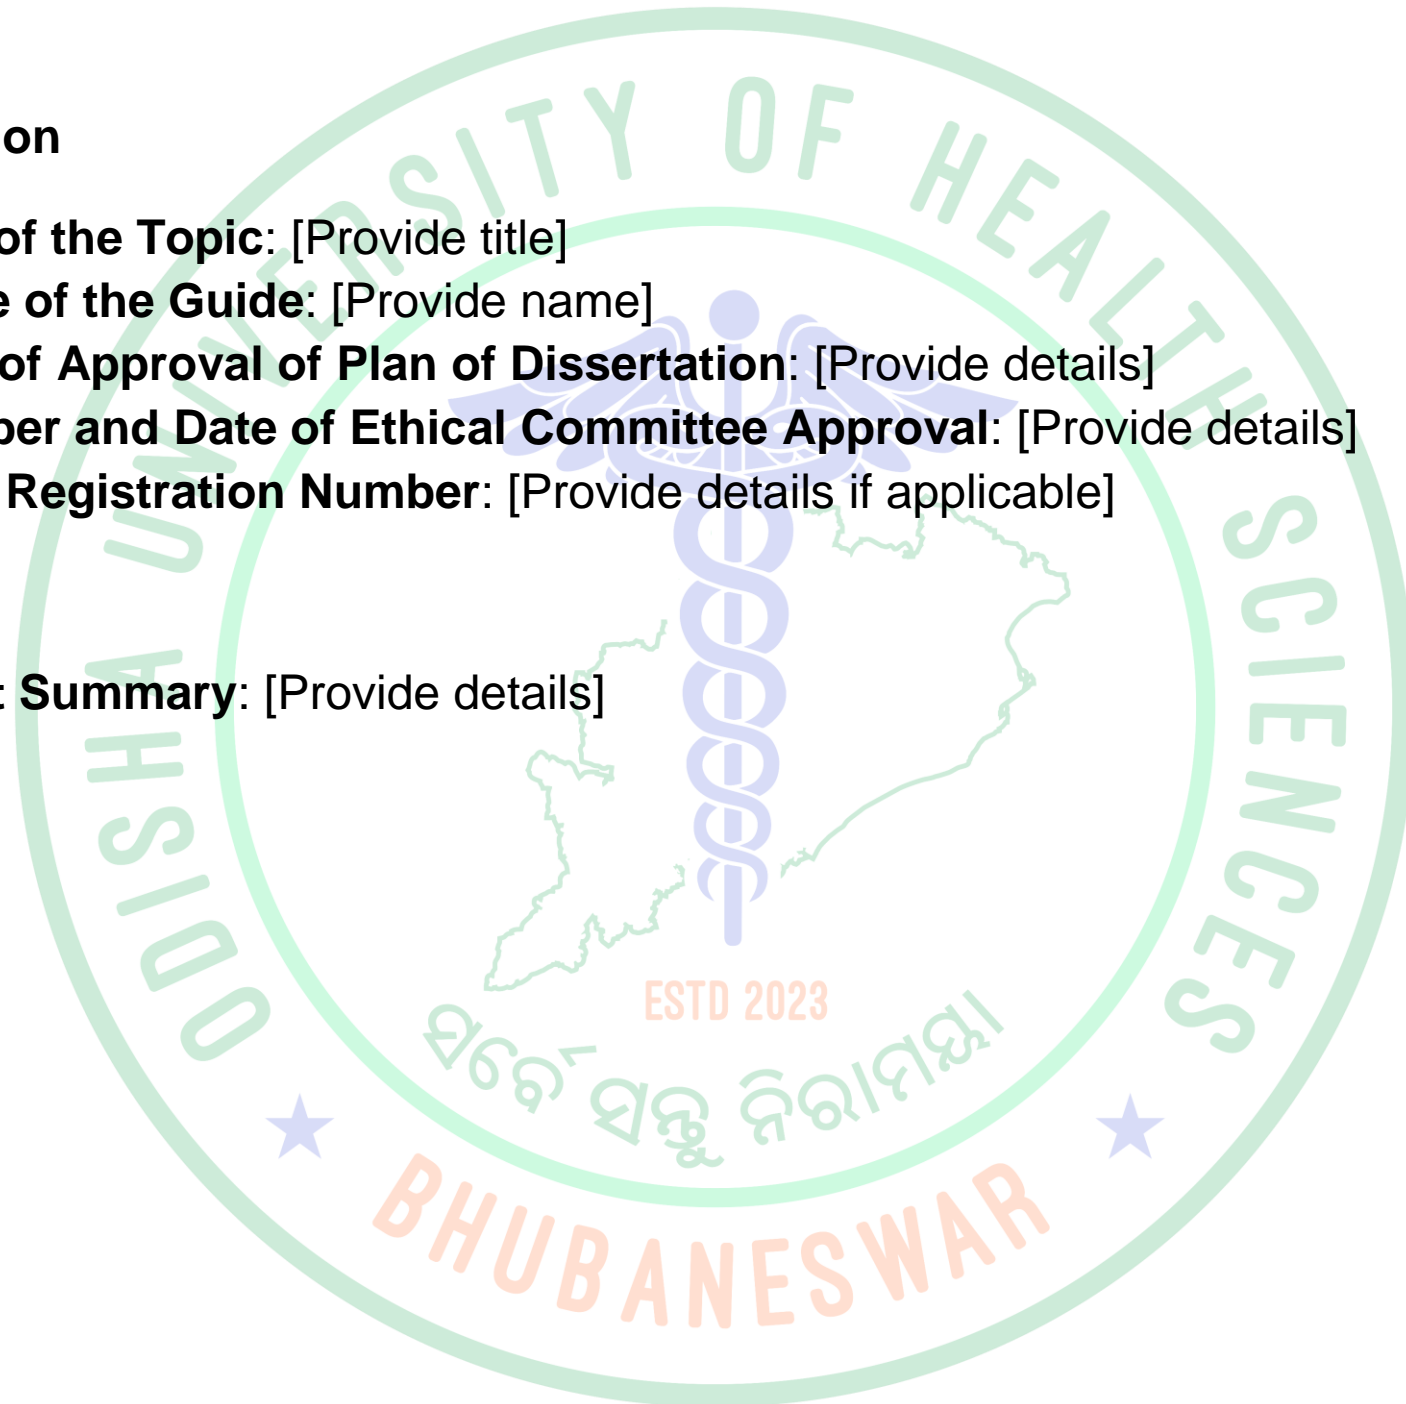 on
of the Topic: [Provide title]
e of the Guide: [Provide name]
of Approval of Plan of Dissertation: [Provide details]
ber and Date of Ethical Committee Approval: [Provide details]
Registration Number: [Provide details if applicable]
Summary: [Provide details]
ODISHA UNIVERSITY OF HEALTH SCIENCES
ESTD 2023
ସର୍ବେ ସନ୍ତୁ ନିରାମୟା
BHUBANESWAR